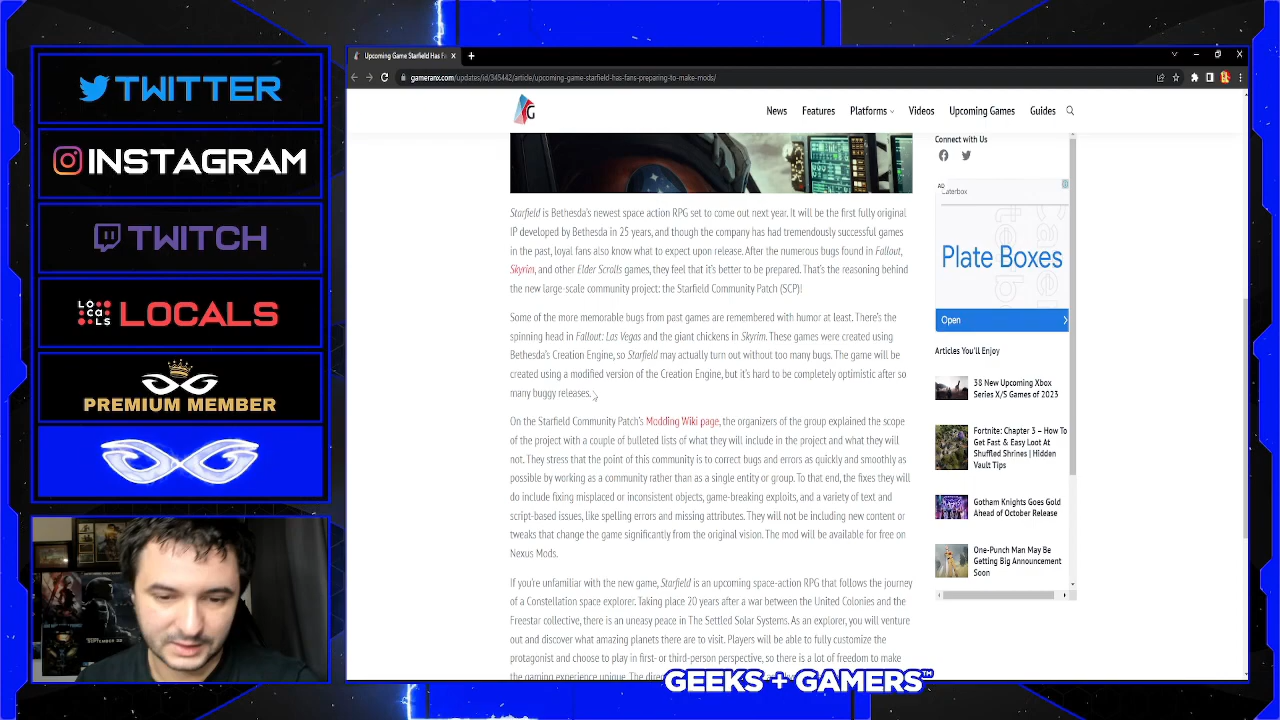 TWITTER
INSTAGRAM
TWITCH
LOCALS
LOCALS
PREMIUM MEMBER
Upcoming Game Starfield Has F
gameranx.com/updates/id/345442/article/upcoming-game-starfield-has-fans-preparing-to-make-mods/
G
News Features Platforms Videos Upcoming Games Guides
Starfield is Bethesda's newest space action RPG set to come out next year. It will be the first fully original
IP developed by Bethesda in 25 years, and though the company has had tremendously successful games
in the past, loyal fans also know what to expect upon release. After the numerous bugs found in Fallout,
Skyrim, and other Elder Scrolls games, they feel that it's better to be prepared. That's the reasoning behind
the new large-scale community project: the Starfield Community Patch (SCP)!
Some of the more memorable bugs from past games are remembered with humor at least. There's the
spinning head in Fallout: Las Vegas and the giant chickens in Skyrim. These games were created using
Bethesda's Creation Engine, so Starfield may actually turn out without too many bugs. The game will be
created using a modified version of the Creation Engine, but it's hard to be completely optimistic after so
many buggy releases.
On the Starfield Community Patch's Modding Wiki page, the organizers of the group explained the scope
of the project with a couple of bulleted lists of what they will include in the project and what they will
not. They stress that the point of this community is to correct bugs and errors as quickly and smoothly as
possible by working as a community rather than as a single entity or group. To that end, the fixes they will
do include fixing misplaced or inconsistent objects, game-breaking exploits, and a variety of text and
script-based issues, like spelling errors and missing attributes. They will not be including new content or
tweaks that change the game significantly from the original vision. The mod will be available for free on
Nexus Mods.
If you're unfamiliar with the new game, Starfield is an upcoming space-action RPG that follows the journey
of a Constellation space explorer. Taking place 20 years after a war between the United Colonies and the
Freestar collective, there is an uneasy peace in The Settled Solar Systems. As an explorer, you will venture
out and discover what amazing planets there are to visit. Players will be able to fully customize the
protagonist and choose to play in first- or third-person perspective, so there is a lot of freedom to make
the gaming experience unique. The
Connect with Us
AD
aterbox
Plate Boxes
Open
Articles You'll Enjoy
38 New Upcoming Xbox
Series X/S Games of 2023
Fortnite: Chapter 3 – How To
Get Fast & Easy Loot At
Shuffled Shrines | Hidden
Vault Tips
Gotham Knights Goes Gold
Ahead of October Release
One-Punch Man May Be
Getting Big Announcement
Soon
GEEKS + GAMERS™